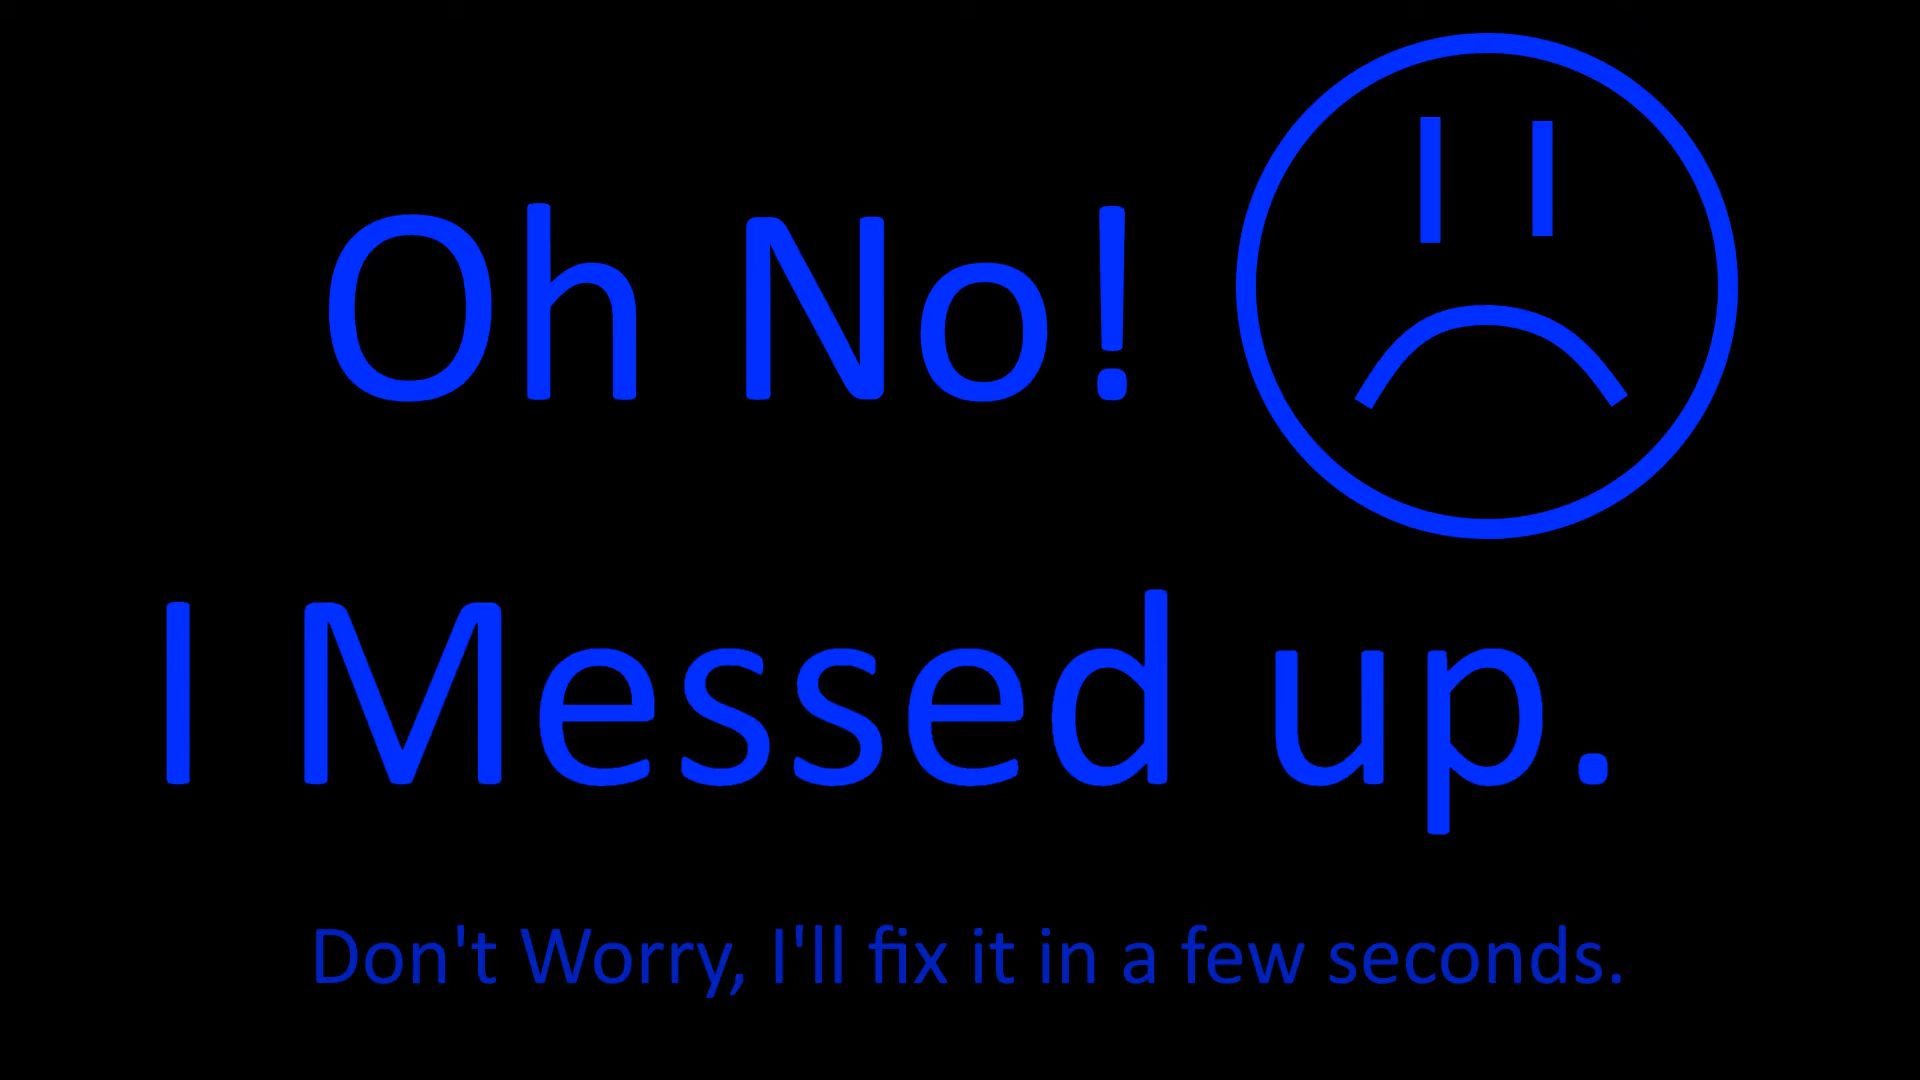 Oh No!
I Messed up.
Don't Worry, I'll fix it in a few seconds.